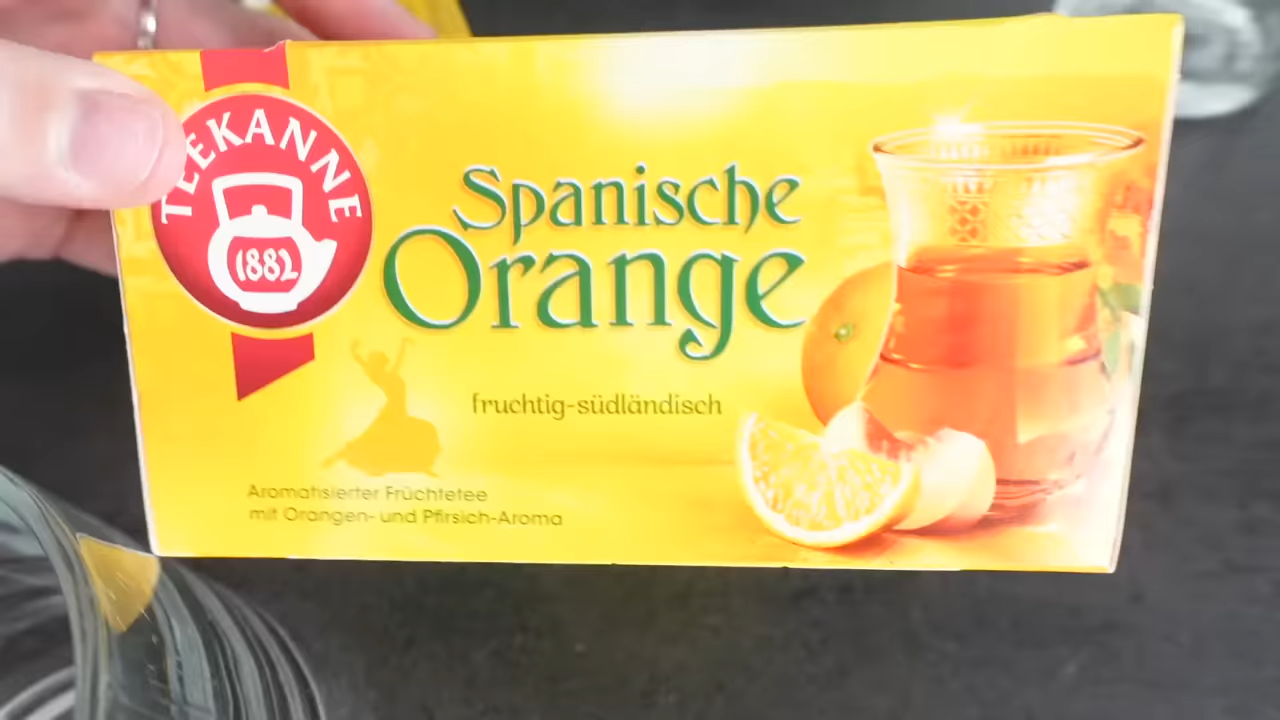 TEEKANNE
1882
Spanische
Orange
fruchtig-südländisch
Aromatisierter Früchtetee
mit Orangen- und Pfirsich-Aroma